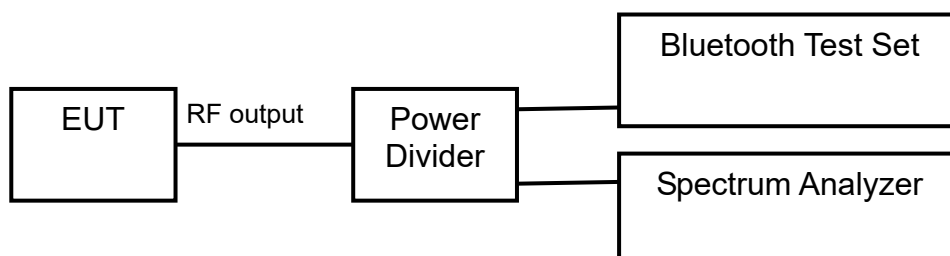 EUT
RF output
Power
Divider
Bluetooth Test Set
Spectrum Analyzer